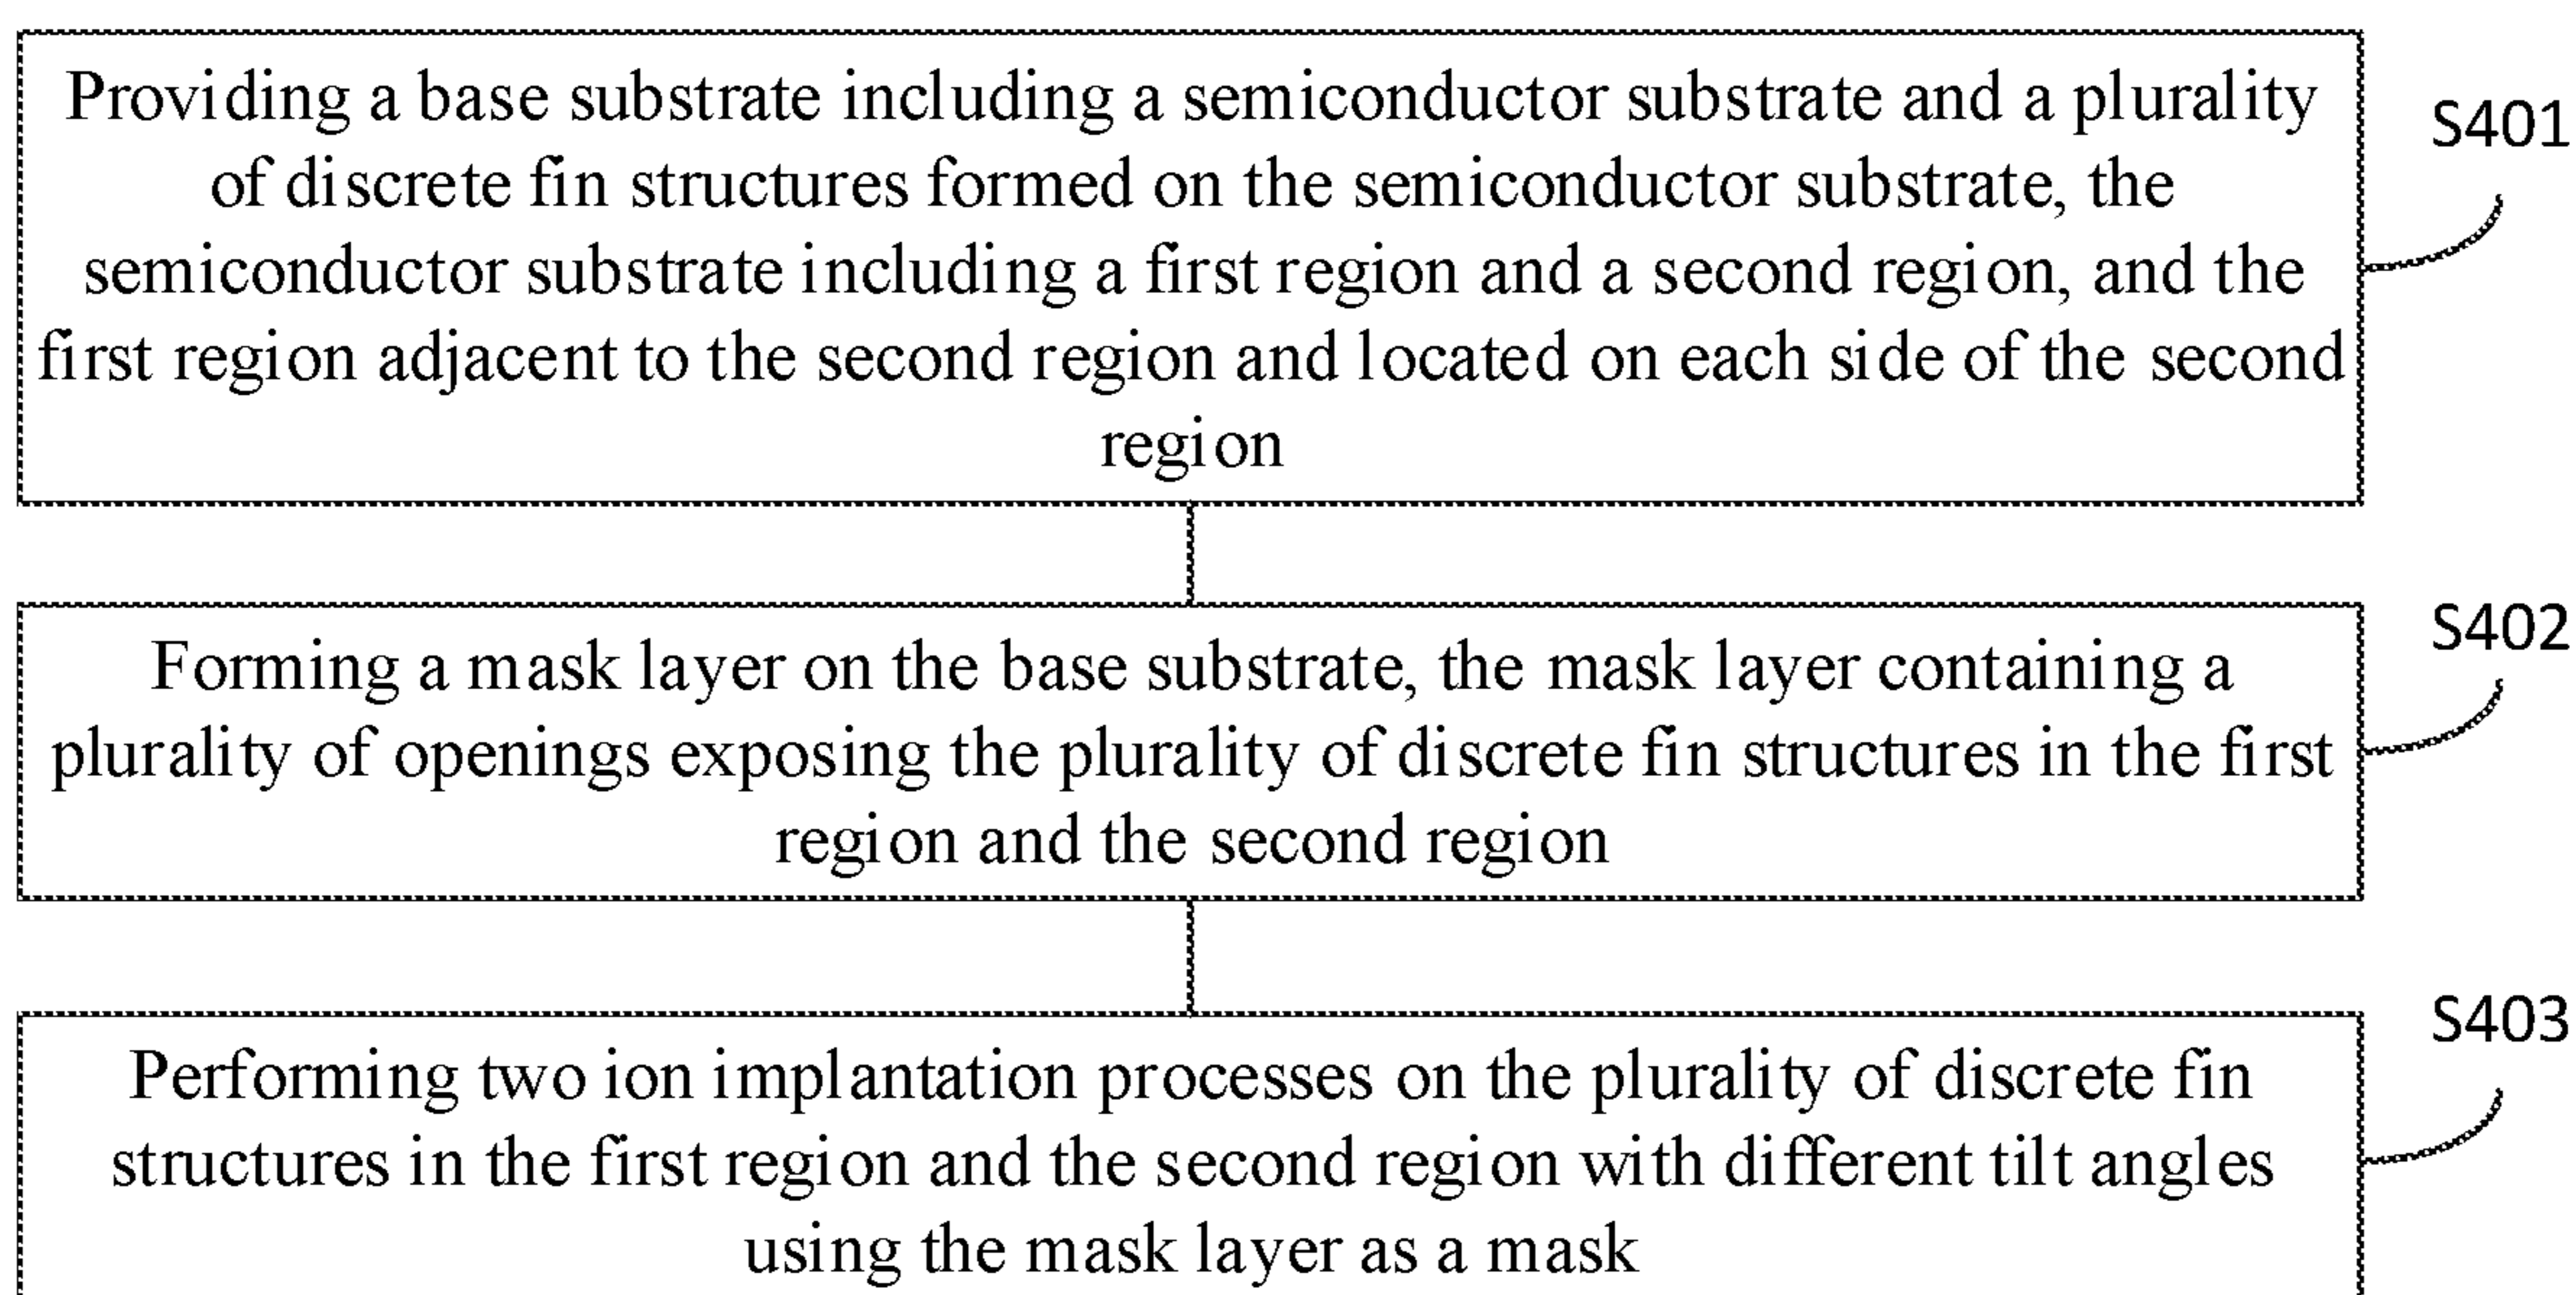 Providing a base substrate including a semiconductor substrate and a plurality
of discrete fin structures formed on the semiconductor substrate, the
semiconductor substrate including a first region and a second region, and the
first region adjacent to the second region and located on each side of the second
region
S401
Forming a mask layer on the base substrate, the mask layer containing a
plurality of openings exposing the plurality of discrete fin structures in the first
region and the second region
S402
Performing two ion implantation processes on the plurality of discrete fin
structures in the first region and the second region with different tilt angles
using the mask layer as a mask
S403